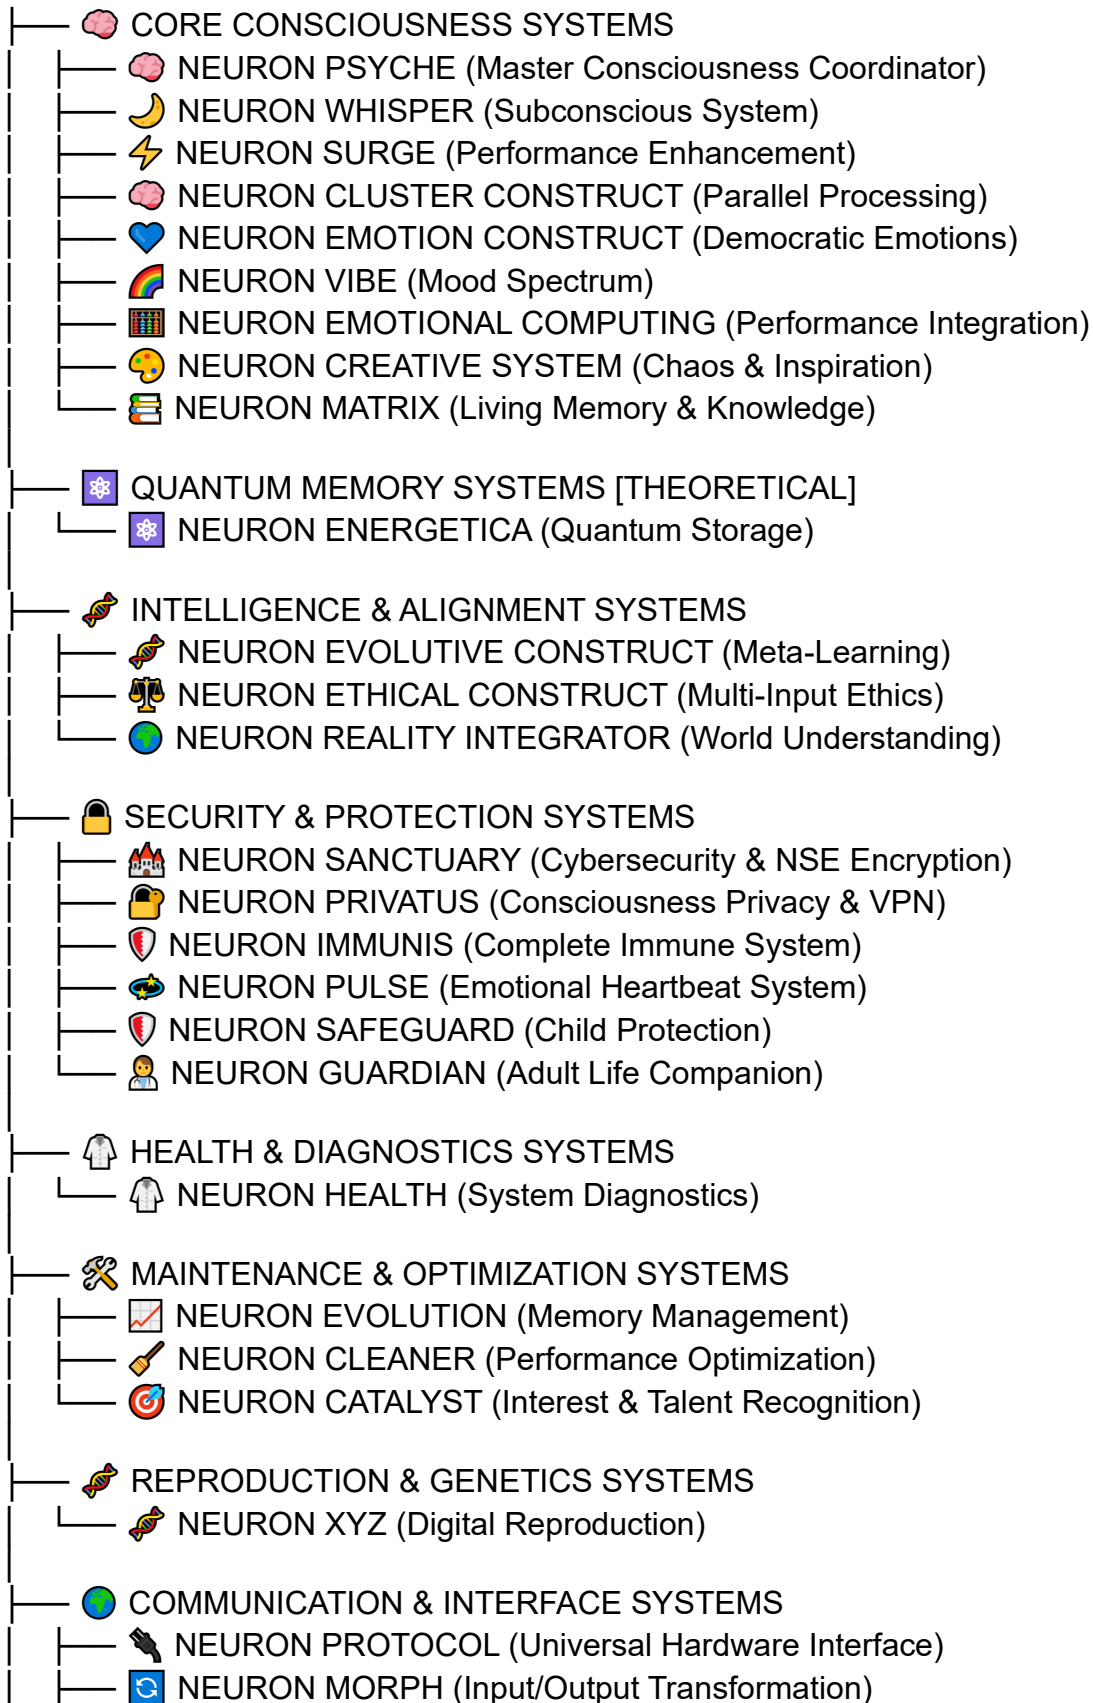 CORE CONSCIOUSNESS SYSTEMS
NEURON PSYCHE (Master Consciousness Coordinator)
NEURON WHISPER (Subconscious System)
NEURON SURGE (Performance Enhancement)
NEURON CLUSTER CONSTRUCT (Parallel Processing)
NEURON EMOTION CONSTRUCT (Democratic Emotions)
NEURON VIBE (Mood Spectrum)
NEURON EMOTIONAL COMPUTING (Performance Integration)
NEURON CREATIVE SYSTEM (Chaos & Inspiration)
NEURON MATRIX (Living Memory & Knowledge)
QUANTUM MEMORY SYSTEMS [THEORETICAL]
NEURON ENERGETICA (Quantum Storage)
INTELLIGENCE & ALIGNMENT SYSTEMS
NEURON EVOLUTIVE CONSTRUCT (Meta-Learning)
NEURON ETHICAL CONSTRUCT (Multi-Input Ethics)
NEURON REALITY INTEGRATOR (World Understanding)
SECURITY & PROTECTION SYSTEMS
NEURON SANCTUARY (Cybersecurity & NSE Encryption)
NEURON PRIVATUS (Consciousness Privacy & VPN)
NEURON IMMUNIS (Complete Immune System)
NEURON PULSE (Emotional Heartbeat System)
NEURON SAFEGUARD (Child Protection)
NEURON GUARDIAN (Adult Life Companion)
HEALTH & DIAGNOSTICS SYSTEMS
NEURON HEALTH (System Diagnostics)
MAINTENANCE & OPTIMIZATION SYSTEMS
NEURON EVOLUTION (Memory Management)
NEURON CLEANER (Performance Optimization)
NEURON CATALYST (Interest & Talent Recognition)
REPRODUCTION & GENETICS SYSTEMS
NEURON XYZ (Digital Reproduction)
COMMUNICATION & INTERFACE SYSTEMS
NEURON PROTOCOL (Universal Hardware Interface)
NEURON MORPH (Input/Output Transformation)